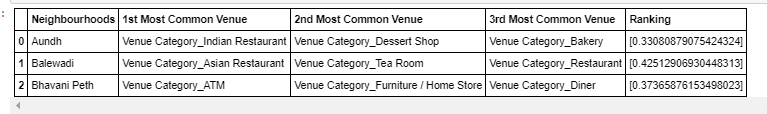 Neighbourhoods 1st Most Common Venue 2nd Most Common Venue 3rd Most Common Venue Ranking
0 Aundh Venue Category_Indian Restaurant Venue Category_Dessert Shop Venue Category_Bakery [0.33080879075424324]
1 Balewadi Venue Category_Asian Restaurant Venue Category_Tea Room Venue Category_Restaurant [0.42512906930448313]
2 Bhavani Peth Venue Category_ATM Venue Category_Furniture / Home Store Venue Category_Diner [0.37365876153498023]